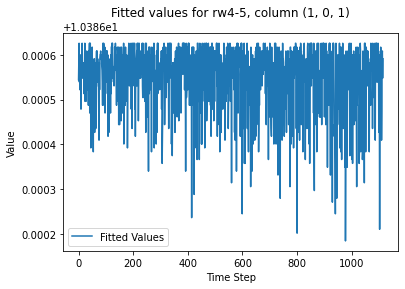 Fitted values for rw4-5, column (1, 0, 1)
+1.0386e1
0.0006
0.0005
0.0004
0.0003
0.0002
Value
Fitted Values
0 200 400 600 800 1000
Time Step